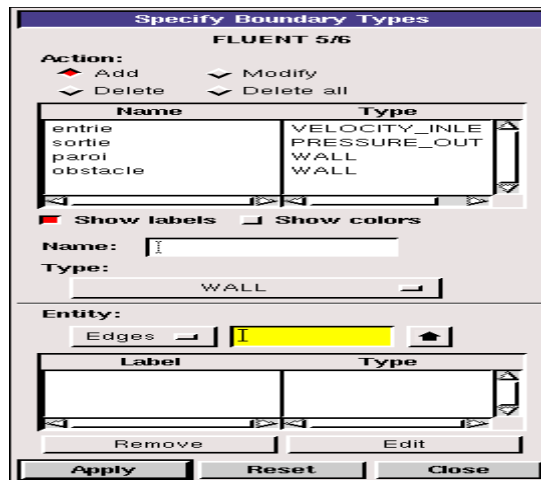 Specify Boundary Types
FLUENT 5/6
Action:
Add Modify
Delete Delete all
Name Type
entrie VELOCITY_INLE
sortie PRESSURE_OUT
paroi WALL
obstacle WALL
Show labels Show colors
Name:
Type:
WALL
Entity:
Edges
Label Type
Remove Edit
Apply Reset Close